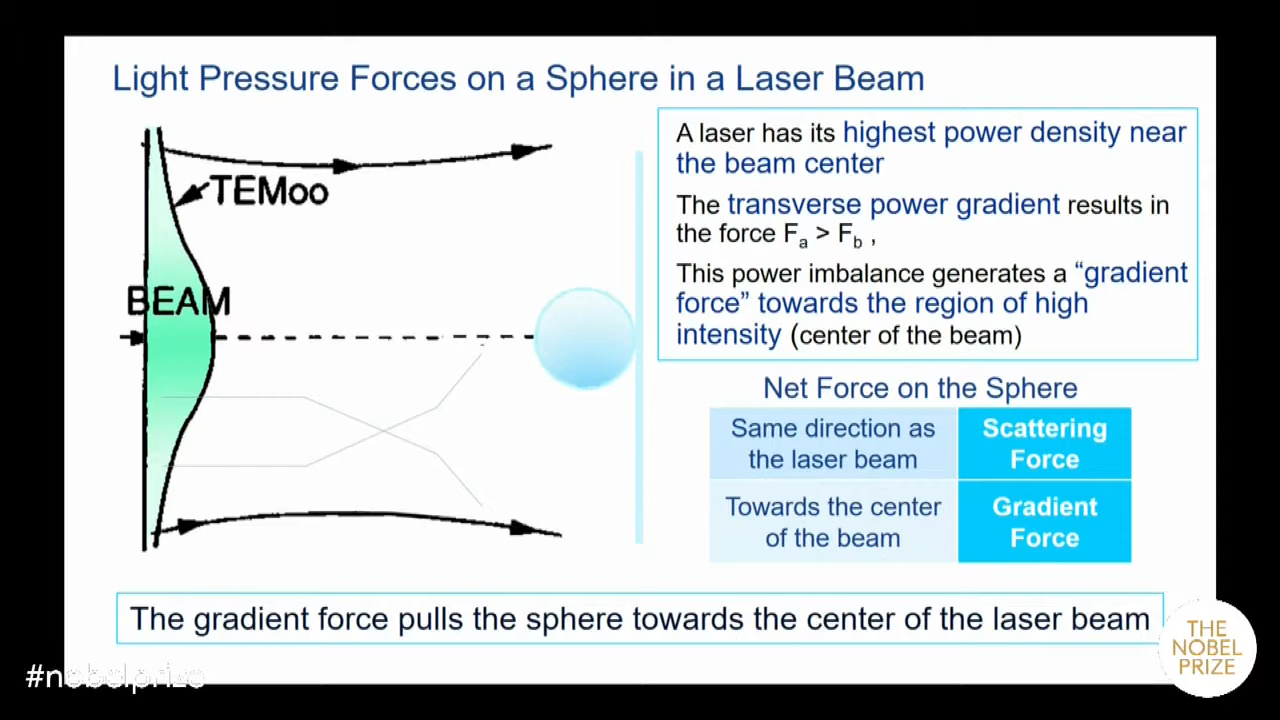 Light Pressure Forces on a Sphere in a Laser Beam
TEMoo
BEAM
A laser has its highest power density near
the beam center
The transverse power gradient results in
the force Fa > Fb ,
This power imbalance generates a “gradient
force” towards the region of high
intensity (center of the beam)
Net Force on the Sphere
Same direction as
the laser beam
Scattering
Force
Towards the center
of the beam
Gradient
Force
The gradient force pulls the sphere towards the center of the laser beam
#nobelprize
THE
NOBEL
PRIZE